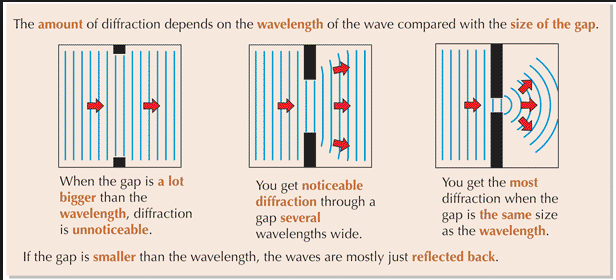 The amount of diffraction depends on the wavelength of the wave compared with the size of the gap.
When the gap is a lot
bigger than the
wavelength, diffraction
is unnoticeable.
You get noticeable
diffraction through a
gap several
wavelengths wide.
You get the most
diffraction when the
gap is the same size
as the wavelength.
If the gap is smaller than the wavelength, the waves are mostly just reflected back.